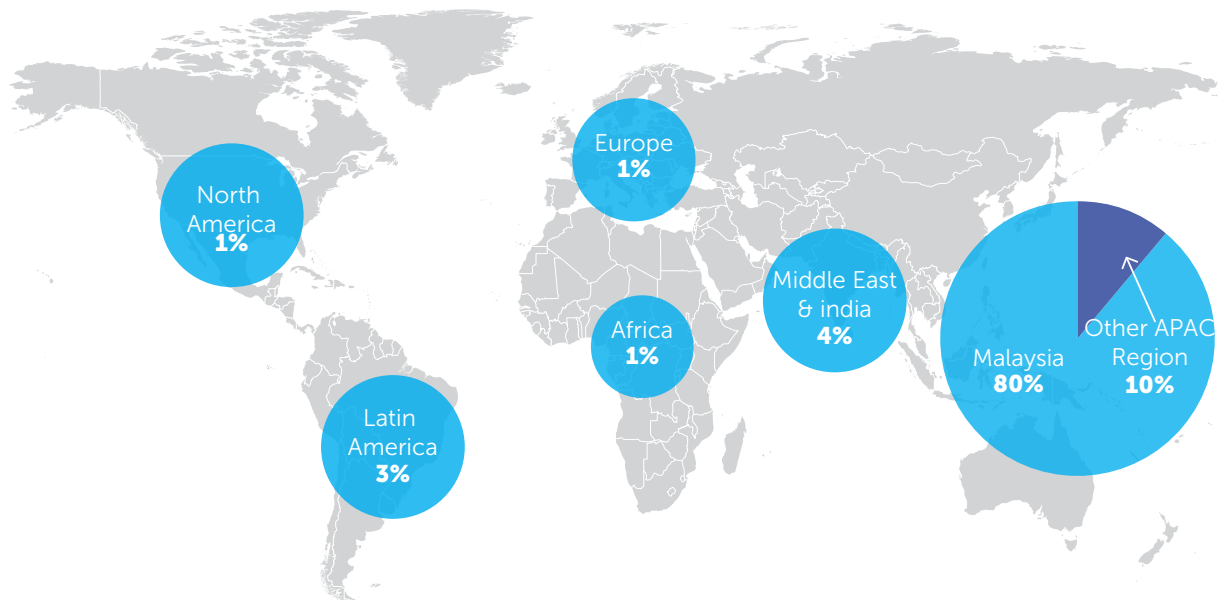 Europe
1%
North
America
1%
Middle East
& india
4%
Africa
1%
Other APAC
Region
10%
Malaysia
80%
Latin
America
3%